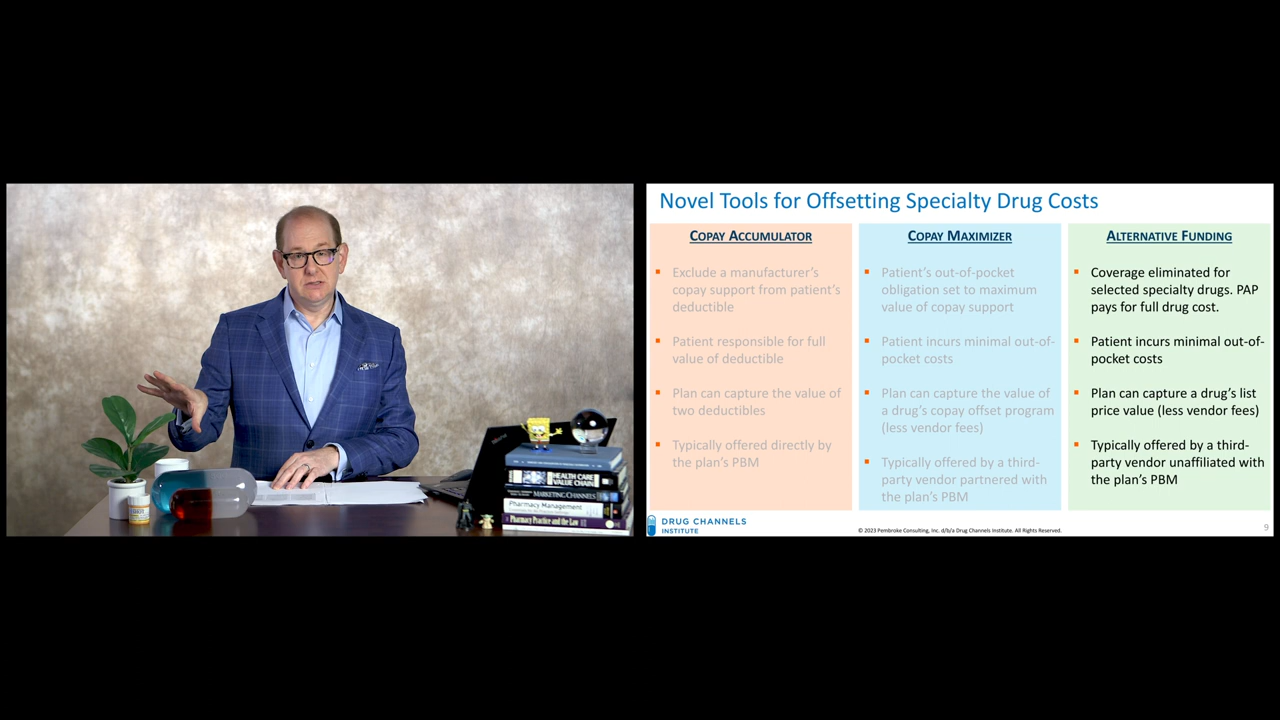 Novel Tools for Offsetting Specialty Drug Costs
COPAY ACCUMULATOR
Exclude a manufacturer's
copay support from patient's
deductible
Patient responsible for full
value of deductible
Plan can capture the value of
two deductibles
Typically offered directly by
the plan's PBM
COPAY MAXIMIZER
Patient's out-of-pocket
obligation set to maximum
value of copay support
Patient incurs minimal out-of-
pocket costs
Plan can capture the value of
a drug's copay offset program
(less vendor fees)
Typically offered by a third-
party vendor partnered with
the plan's PBM
ALTERNATIVE FUNDING
Coverage eliminated for
selected specialty drugs. PAP
pays for full drug cost.
Patient incurs minimal out-of-
pocket costs
Plan can capture a drug's list
price value (less vendor fees)
Typically offered by a third-
party vendor unaffiliated with
the plan's PBM
DRUG CHANNELS
INSTITUTE
© 2023 Pembroke Consulting, Inc. d/b/a Drug Channels Institute. All Rights Reserved.
9
HEALTH CARE
VALUE CHAIN
MARKETING CHANNELS
Pharmacy Management
Pharmacy Practice and the Law